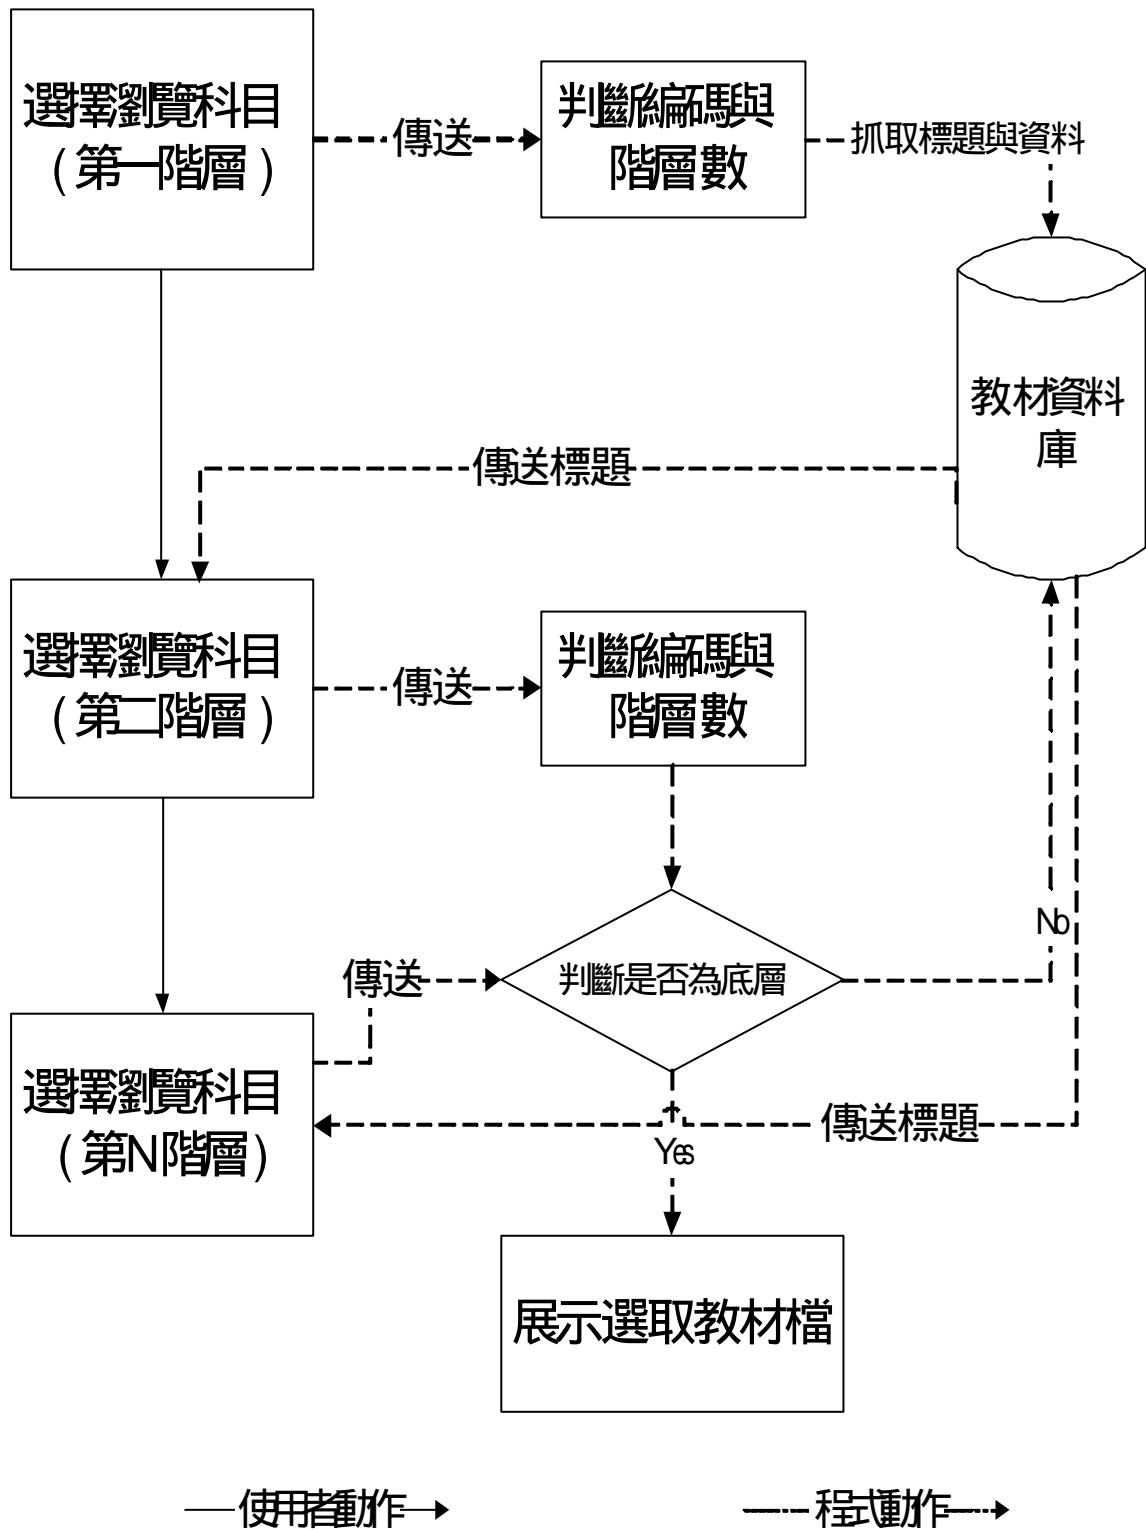 選擇瀏覽科目
（第一階層）
傳送
判斷編碼與
階層數
抓取標題與資料
教材資料
庫
傳送標題
選擇瀏覽科目
（第二階層）
傳送
判斷編碼與
階層數
No
傳送
判斷是否為底層
選擇瀏覽科目
（第N階層）
傳送標題
Yes
展示選取教材檔
使用者動作
程式動作